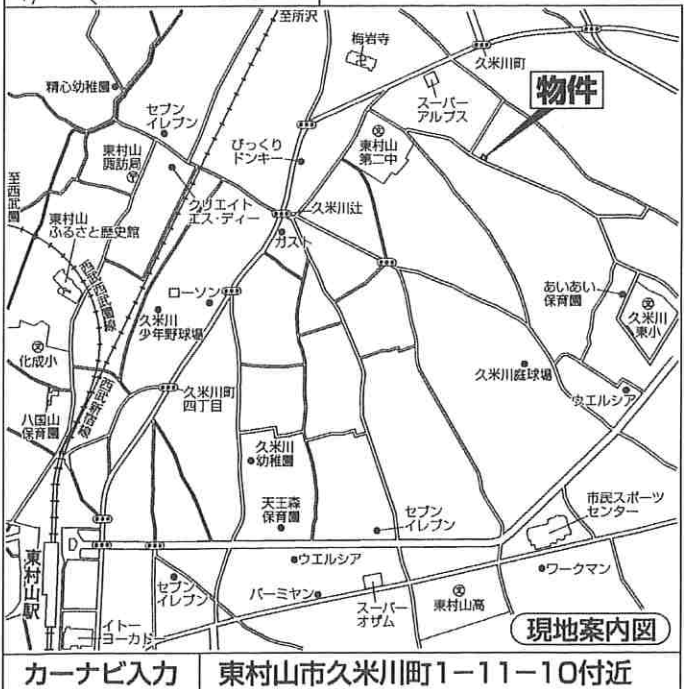 至所沢
梅岩寺
久米川町
精心幼稚園
スーパー
アルプス
物件
セブン
イレブン
びっくり
ドンキー
東村山
第二中
東村山
諏訪局
至西武園
クリエイト
エス・ディー
久米川辻
東村山
ふるさと歴史館
ガスト
西武西武園線
ローソン
あいあい
保育園
久米川
東小
久米川
少年野球場
化成小
西武新宿線
久米川庭球場
久米川町
四丁目
ウエルシア
八国山
保育園
久米川
幼稚園
天王森
保育園
セブン
イレブン
市民スポーツ
センター
東村山駅
ウエルシア
ワークマン
セブン
イレブン
バーミヤン
スーパー
オザム
東村山高
イトー
ヨーカドー
現地案内図
カーナビ入力 東村山市久米川町1-11-10付近